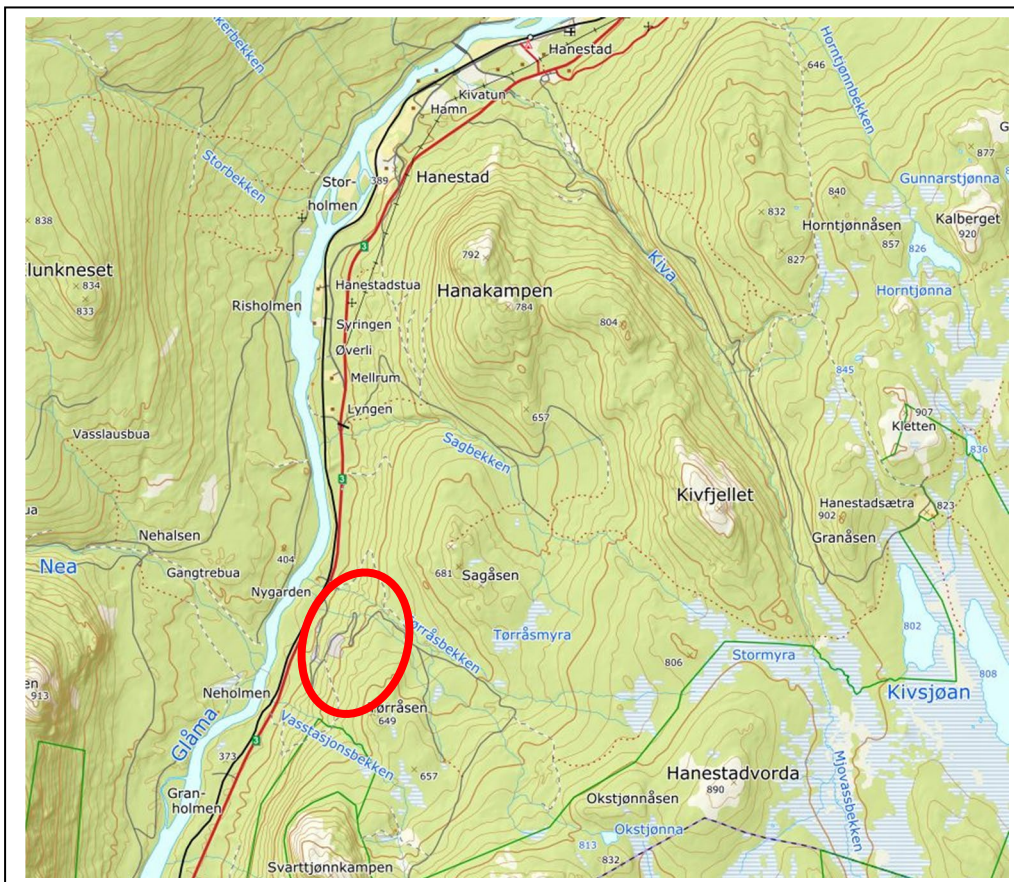 Hanestad
646
Horntjønnbekken
Kivatun
Hamn
877
Storbekken
389
Hanestad
Stor-
holmen
Gunnarstjønna
840
832
Kalberget
920
838
Horntjønnåsen
857
826
827
792
Kiva
3
lunkneset
834
833
Hanestadstua
Hanakampen
784
Horntjønna
Risholmen
Syringen
804
Øverli
845
Mellrum
Lyngen
657
907
Kletten
Vasslausbua
Sagbekken
836
3
Kivfjellet
Hanestadsætra
823
902
Granåsen
Nehalsen
404
Nea
Gangtrebua
681
Sagåsen
Nygarden
Tørråsmyra
802
806
Stormyra
808
Kivsjøan
913
Neholmen
649
Vasstasjonsbekken
Glåma
3
373
657
Hanestadvorda
890
Mjovassbekken
Gran-
holmen
Okstjønnåsen
Okstjønna
813
832
Svarttjønnkampen